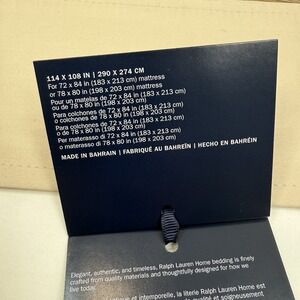 114 X 108 IN | 290 X 274 CM
For 72 x 84 in (183 x 213 cm) mattress
or 78 x 80 in (198 x 203 cm)
Pour un matelas de 72 x 84 in (183 x 213 cm)
ou de 78 x 80 in (198 x 203 cm)
Para colchones de 72 x 84 in (183 x 213 cm)
o colchones de 78 x 80 in (198 x 203 cm)
Para colchones de 72 x 84 in (183 x 213 cm)
o de 78 x 80 in (198 x 203 cm)
Per materasso di 72 x 84 in (183 x 213 cm)
o materasso di 78 x 80 in (198 x 203 cm)
MADE IN BAHRAIN | FABRIQUÉ AU BAHREÏN | HECHO EN BAHRÉIN
Elegant, authentic, and timeless, Ralph Lauren Home bedding is finely
crafted from quality materials and thoughtfully designed for how we
live today.
et intemporelle, la literie Ralph Lauren Home est
de qualité et soigneusement